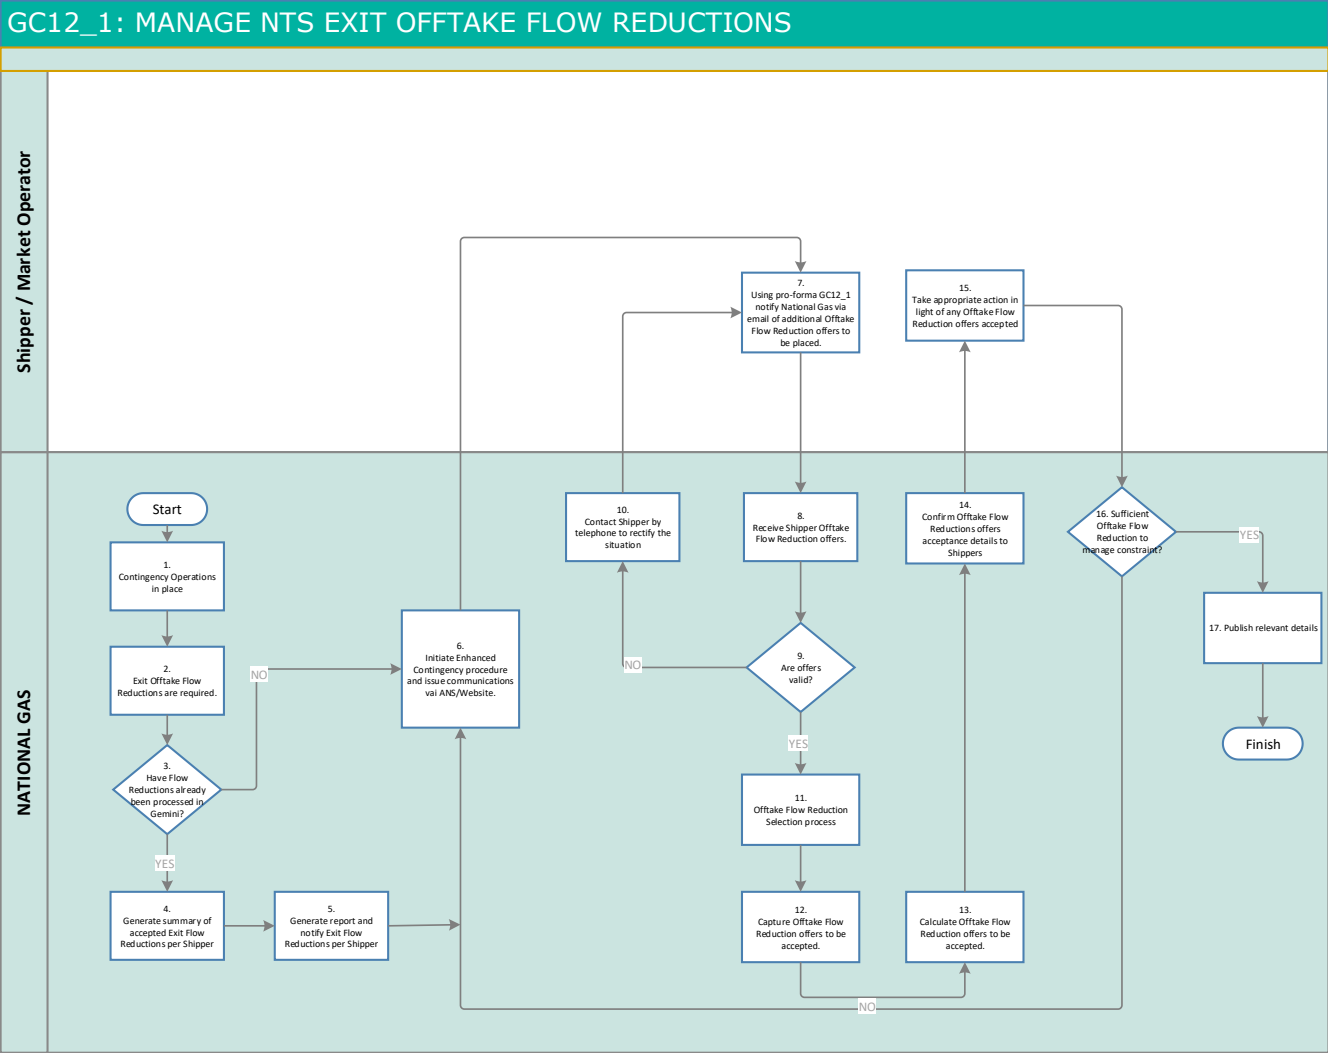 GC12_1: MANAGE NTS EXIT OFFTAKE FLOW REDUCTIONS
Shipper / Market Operator
7.
Using pro-forma GC12_1
notify National Gas via
email of additional Offtake
Flow Reduction offers to
be placed.
15.
Take appropriate action in
light of any Offtake Flow
Reduction offers accepted
NATIONAL GAS
Start
1.
Contingency Operations
in place
2.
Exit Offtake Flow
Reductions are required.
3.
Have Flow
Reductions already
been processed in
Gemini?
NO
YES
4.
Generate summary of
accepted Exit Flow
Reductions per Shipper
5.
Generate report and
notify Exit Flow
Reductions per Shipper
6.
Initiate Enhanced
Contingency procedure
and issue communications
vai ANS/Website.
10.
Contact Shipper by
telephone to rectify the
situation
8.
Receive Shipper Offtake
Flow Reduction offers.
9.
Are offers
valid?
NO
YES
11.
Offtake Flow Reduction
Selection process
12.
Capture Offtake Flow
Reduction offers to be
accepted.
13.
Calculate Offtake Flow
Reduction offers to be
accepted.
14.
Confirm Offtake Flow
Reductions offers
acceptance details to
Shippers
16. Sufficient
Offtake Flow
Reduction to
manage constraint?
YES
NO
17. Publish relevant details
Finish